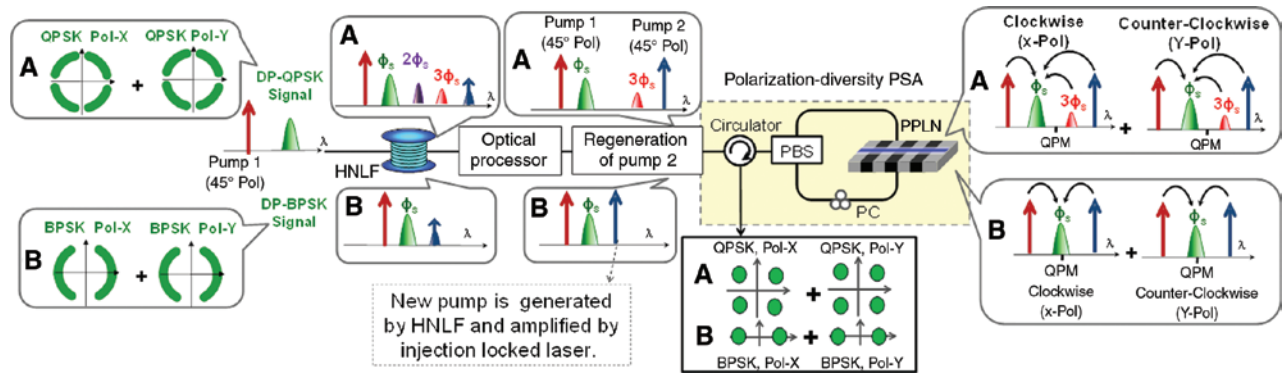 QPSK Pol-X QPSK Pol-Y
A
+
DP-QPSK
Signal
Pump 1
(45° Pol)
λ
DP-BPSK
Signal
BPSK Pol-X BPSK Pol-Y
B
+
A
ϕs 2ϕs 3ϕs λ
HNLF
B
ϕs λ
Optical
processor
Pump 1 Pump 2
(45° Pol) (45° Pol)
A
ϕs 3ϕs λ
Regeneration
of pump 2
B
ϕs λ
New pump is generated
by HNLF and amplified by
injection locked laser.
Polarization-diversity PSA
Circulator
PBS
PPLN
PC
QPSK, Pol-X QPSK, Pol-Y
A
+
B
+
BPSK, Pol-X BPSK, Pol-Y
Clockwise Counter-Clockwise
(x-Pol) (Y-Pol)
A
ϕs 3ϕs λ ϕs 3ϕs λ
+
QPM QPM
B
ϕs λ ϕs λ
+
QPM QPM
Clockwise Counter-Clockwise
(x-Pol) (Y-Pol)